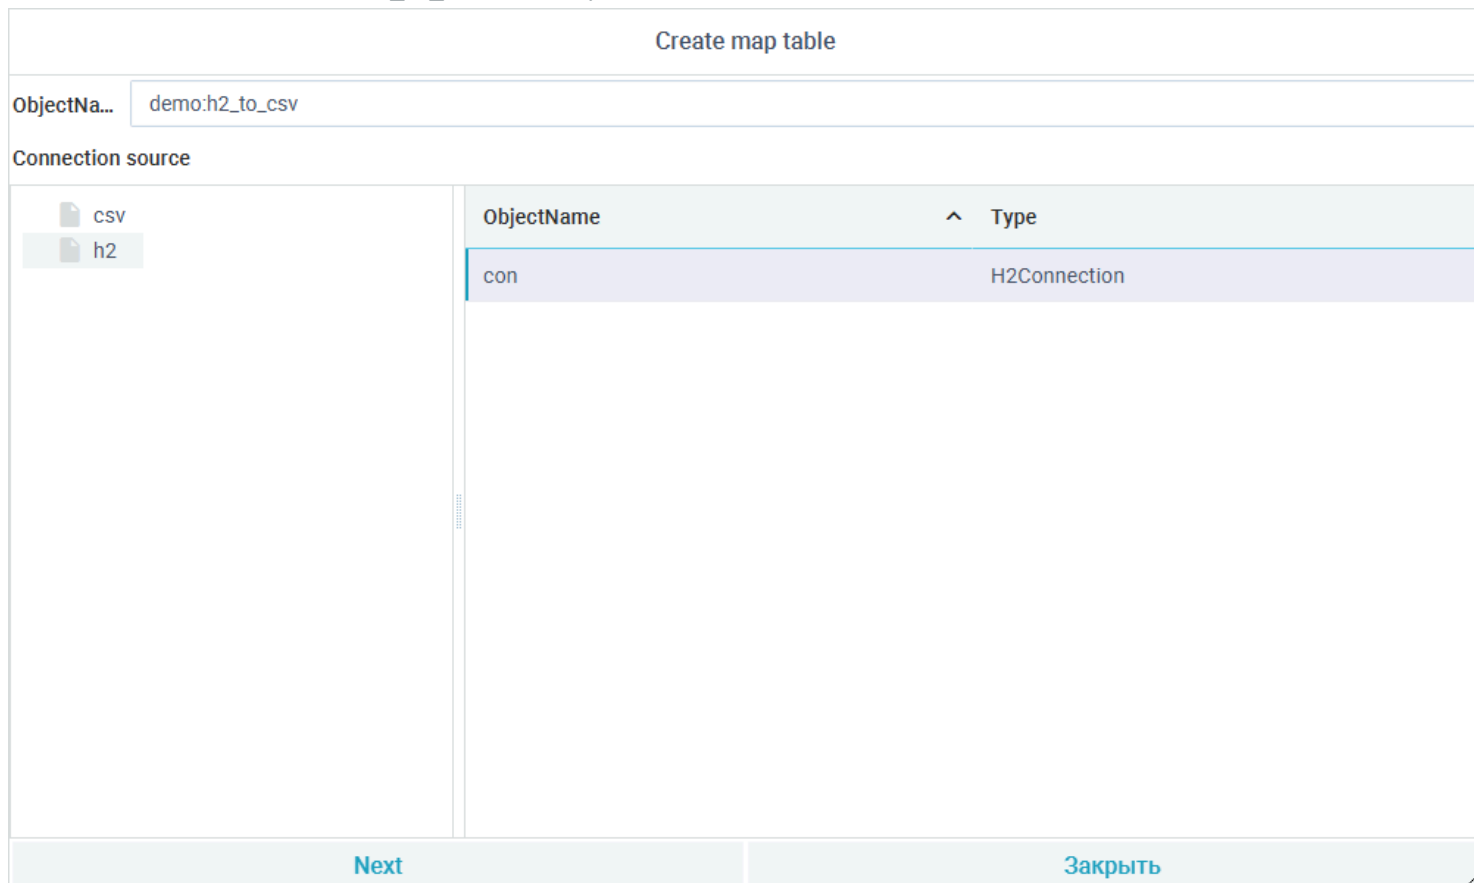 Create map table
ObjectNa... demo:h2_to_csv
Connection source
csv
h2
ObjectName Type
con H2Connection
Next Закрыть